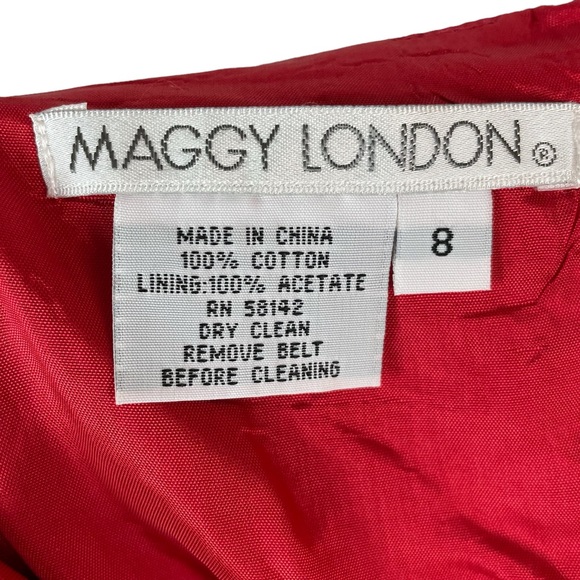 MAGGY LONDON®
MADE IN CHINA
100% COTTON
LINING:100% ACETATE
RN 58142
DRY CLEAN
REMOVE BELT
BEFORE CLEANING
8